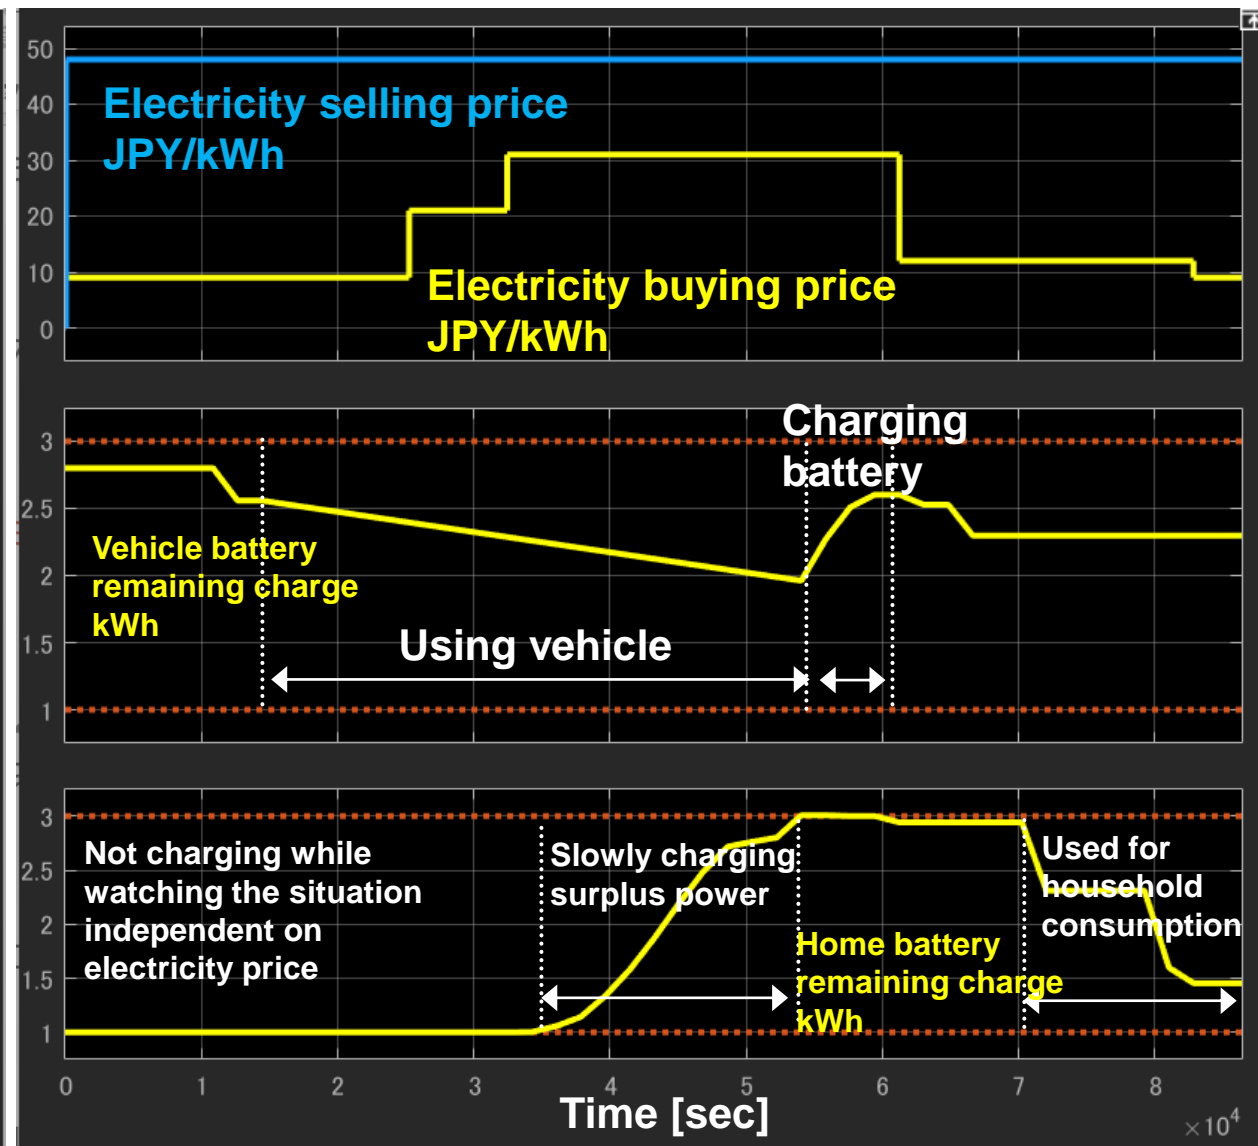 50
40
30
20
10
0
Electricity selling price
JPY/kWh
Electricity buying price
JPY/kWh
3
2.5
2
1.5
1
Charging
battery
Vehicle battery
remaining charge
kWh
Using vehicle
3
2.5
2
1.5
1
Not charging while
watching the situation
independent on
electricity price
Slowly charging
surplus power
Home battery
remaining charge
kWh
Used for
household
consumption
0 1 2 3 4 5 6 7 8
Time [sec]
×10⁴